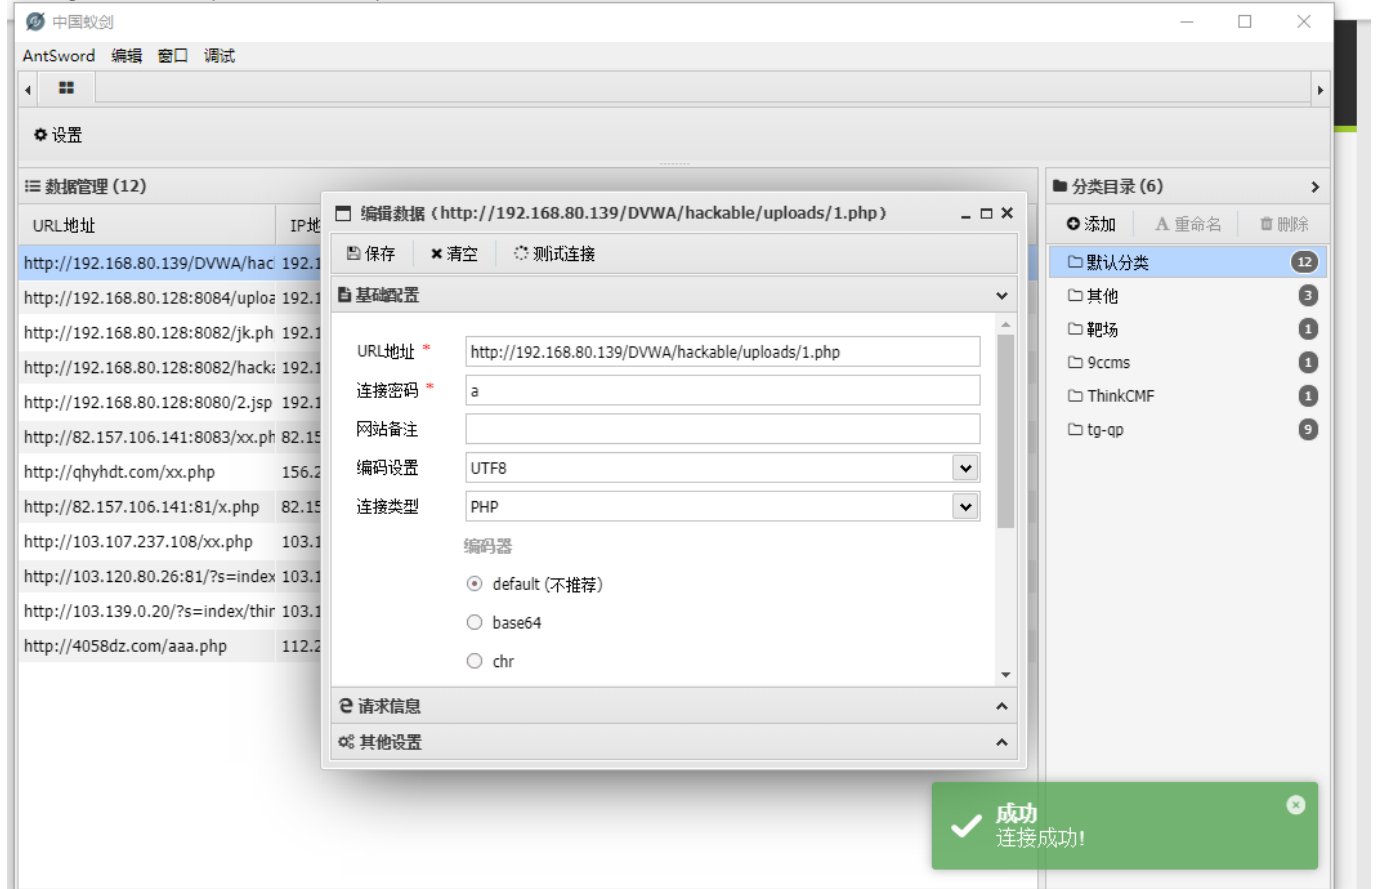 中国蚁剑
AntSword 编辑 窗口 调试
设置
数据管理 (12)
URL地址 IP地
http://192.168.80.139/DVWA/hac 192.1
http://192.168.80.128:8084/uploa 192.1
http://192.168.80.128:8082/jk.ph 192.1
http://192.168.80.128:8082/hacka 192.1
http://192.168.80.128:8080/2.jsp 192.1
http://82.157.106.141:8083/xx.ph 82.15
http://qhyhdt.com/xx.php 156.2
http://82.157.106.141:81/x.php 82.15
http://103.107.237.108/xx.php 103.1
http://103.120.80.26:81/?s=index 103.1
http://103.139.0.20/?s=index/thin 103.1
http://4058dz.com/aaa.php 112.2
编辑数据 (http://192.168.80.139/DVWA/hackable/uploads/1.php)
保存 清空 测试连接
基础配置
URL地址 * http://192.168.80.139/DVWA/hackable/uploads/1.php
连接密码 * a
网站备注
编码设置 UTF8
连接类型 PHP
编码器
default (不推荐)
base64
chr
请求信息
其他设置
分类目录 (6)
添加 A 重命名 删除
默认分类 12
其他 3
靶场 1
9ccms 1
ThinkCMF 1
tg-qp 9
成功
连接成功!